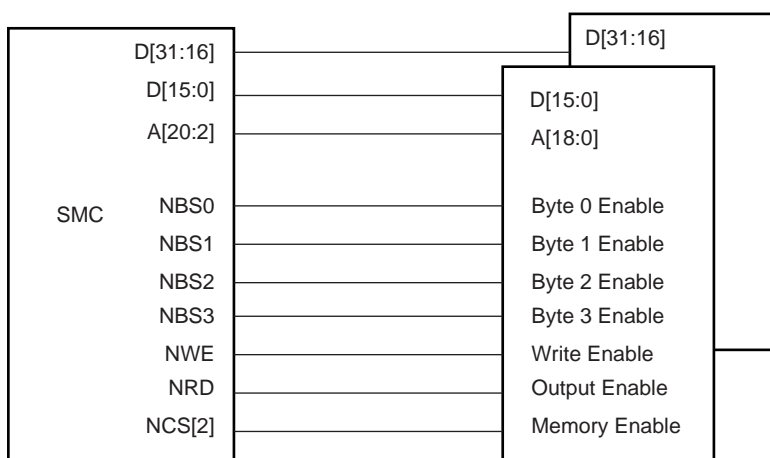 D[31:16] D[31:16]
D[15:0] D[15:0]
A[20:2] A[18:0]
SMC
NBS0 Byte 0 Enable
NBS1 Byte 1 Enable
NBS2 Byte 2 Enable
NBS3 Byte 3 Enable
NWE Write Enable
NRD Output Enable
NCS[2] Memory Enable